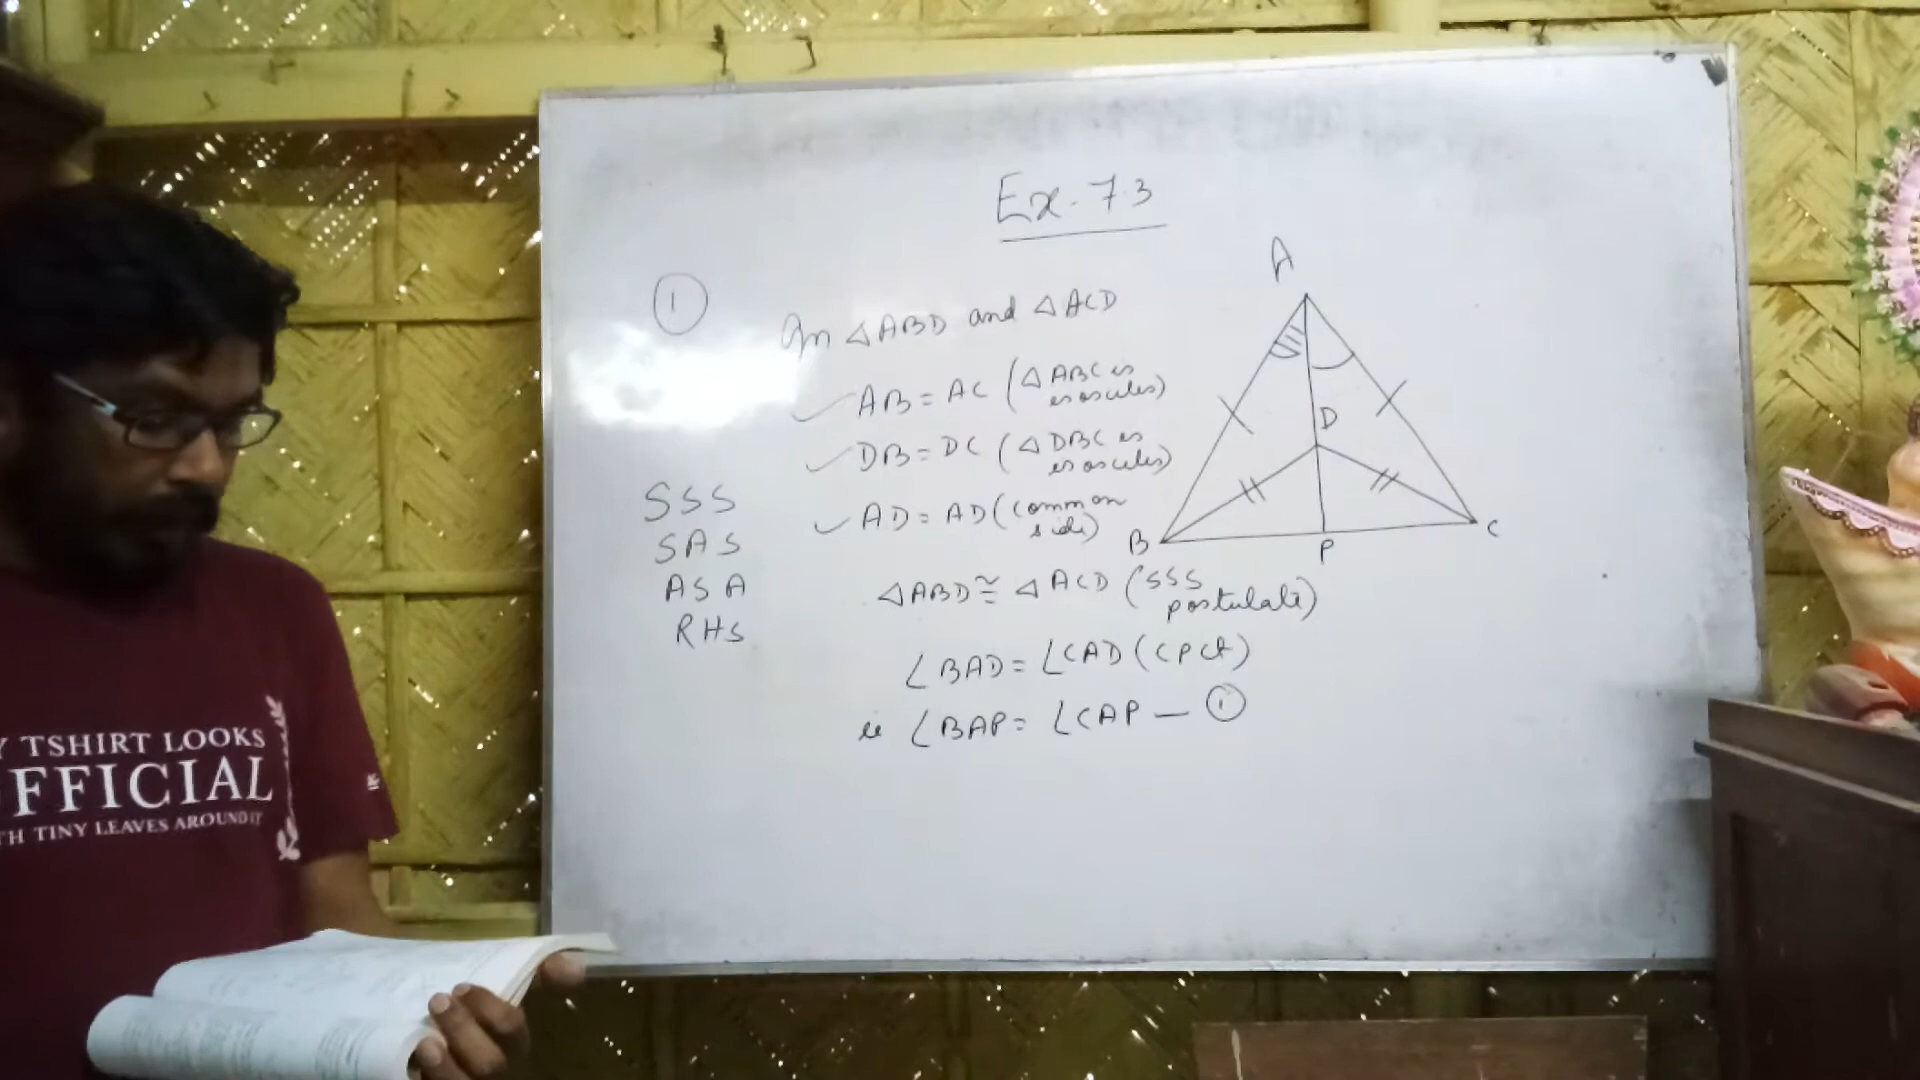 Ex. 7.3
①
In △ABD and △ACD
AB = AC (△ABC is
isosceles)
DB = DC (△DBC is
isosceles)
AD = AD (common
side)
△ABD ≅ △ACD (SSS
postulate)
∠BAD = ∠CAD (CPCt)
ie ∠BAP = ∠CAP — ①
SSS
SAS
ASA
RHS
A
D
B
P
C
Y TSHIRT LOOKS
FFICIAL
TH TINY LEAVES AROUND IT